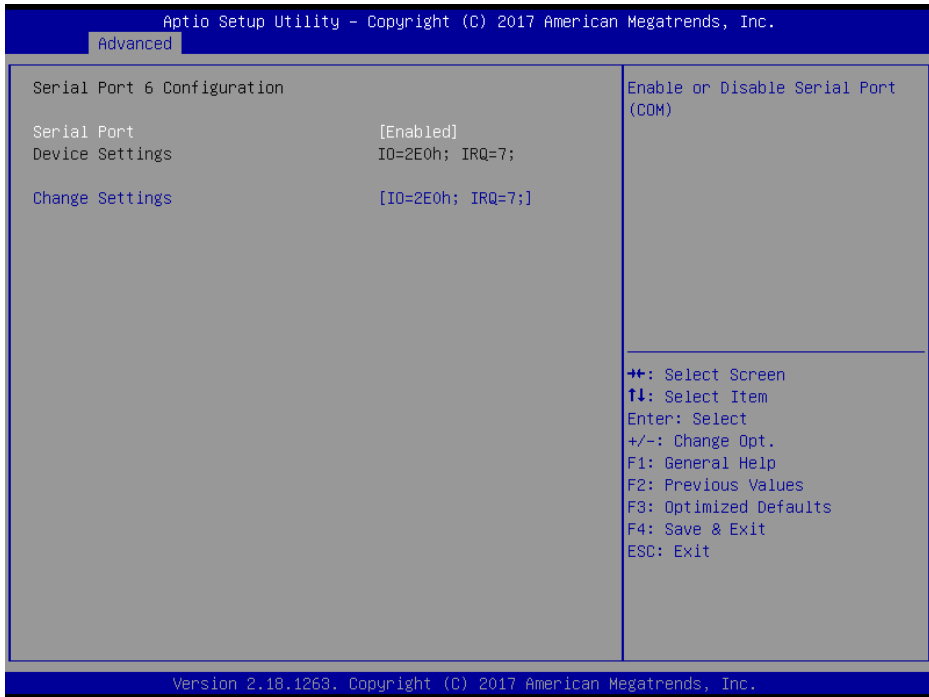 Aptio Setup Utility – Copyright (C) 2017 American Megatrends, Inc.
Advanced
Serial Port 6 Configuration
Serial Port [Enabled]
Device Settings IO=2E0h; IRQ=7;
Change Settings [IO=2E0h; IRQ=7;]
Enable or Disable Serial Port
(COM)
→←: Select Screen
↑↓: Select Item
Enter: Select
+/-: Change Opt.
F1: General Help
F2: Previous Values
F3: Optimized Defaults
F4: Save & Exit
ESC: Exit
Version 2.18.1263. Copyright (C) 2017 American Megatrends, Inc.